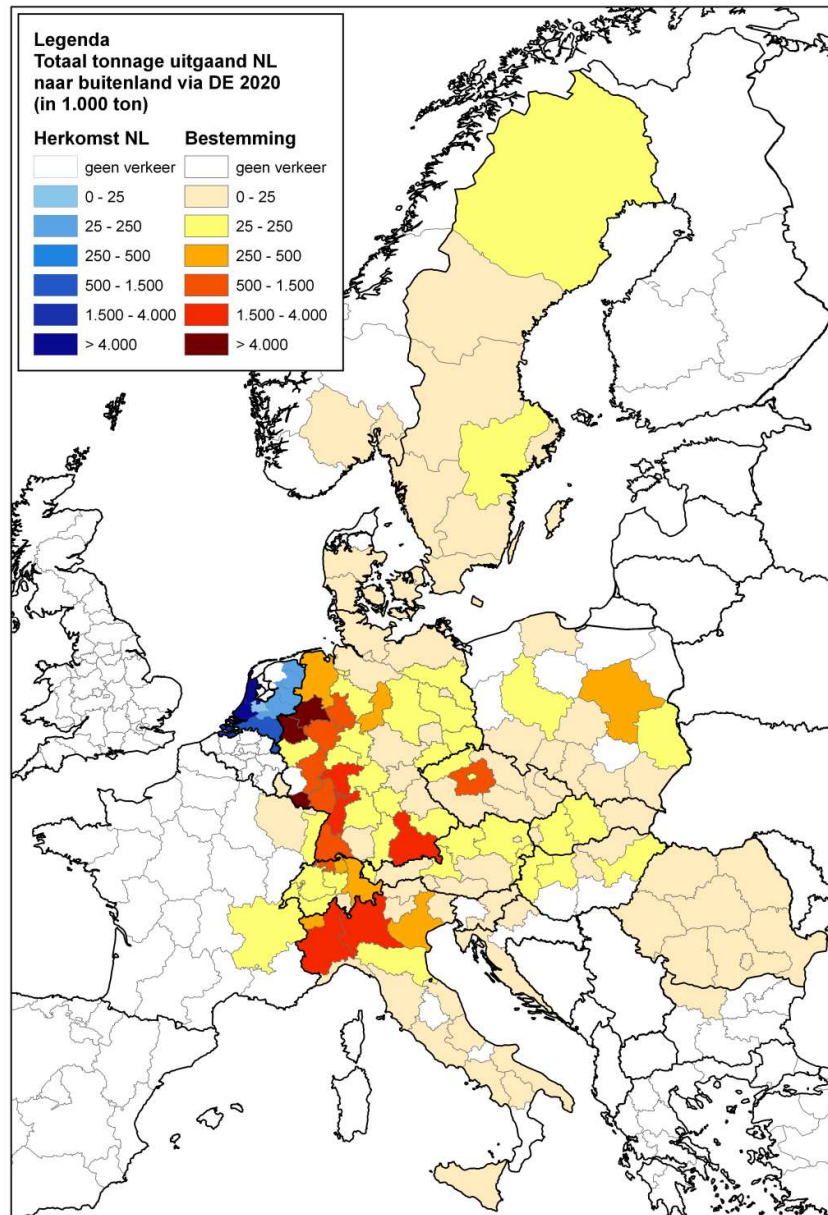 Legenda
Totaal tonnage uitgaand NL
naar buitenland via DE 2020
(in 1.000 ton)
Herkomst NL Bestemming
geen verkeer geen verkeer
0 - 25 0 - 25
25 - 250 25 - 250
250 - 500 250 - 500
500 - 1.500 500 - 1.500
1.500 - 4.000 1.500 - 4.000
> 4.000 > 4.000